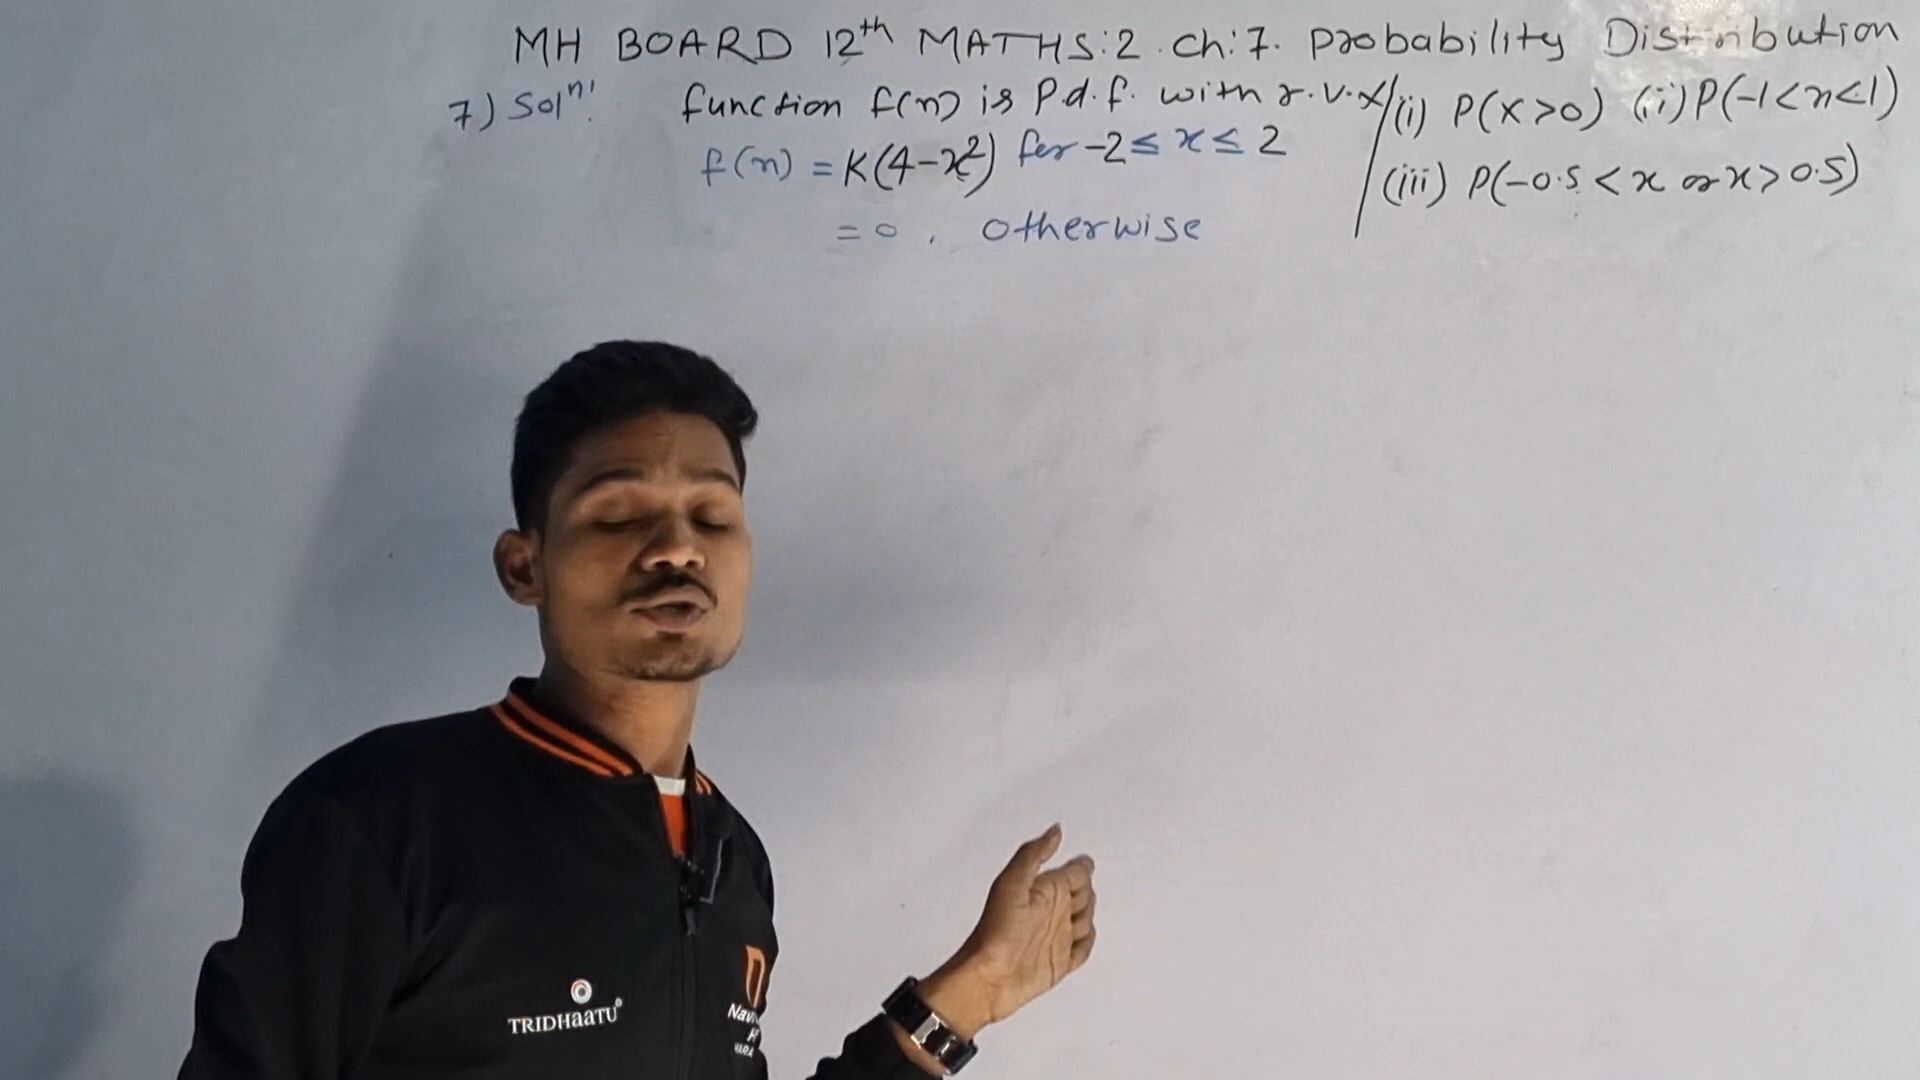 MH BOARD 12th MATHS:2 Ch:7. Probability Distribution
7) Soln! function f(n) is P.d.f. with r.v.X (i) P(X>0) (ii) P(-1<n<1)
f(n) = K(4-x²) for -2 ≤ x ≤ 2 (iii) P(-0.5<x or x>0.5)
= 0 , Otherwise
TRIDHaaTU